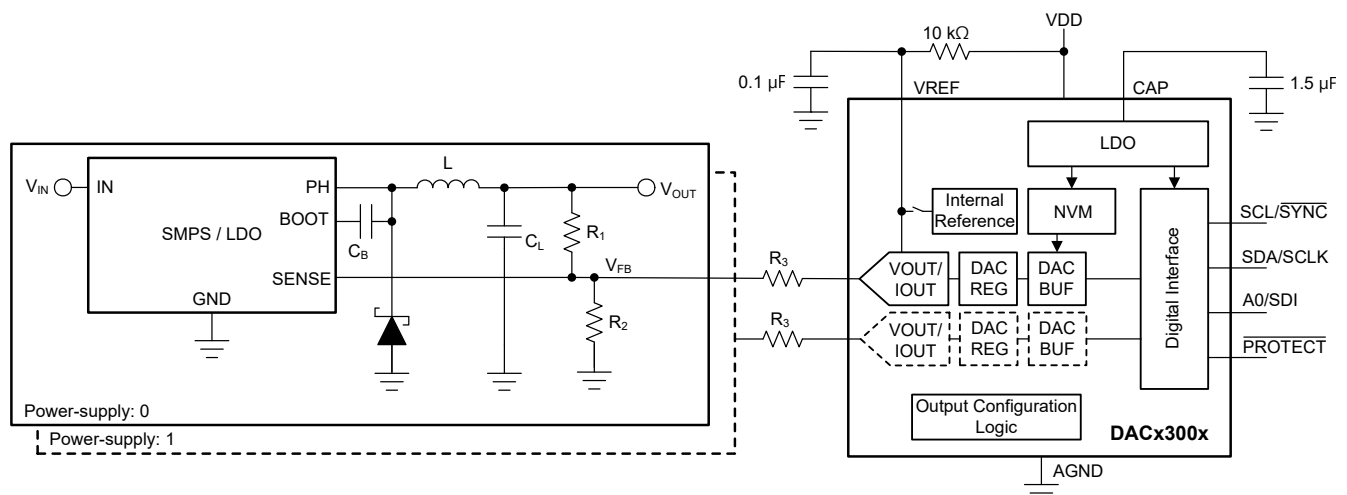 VDD
10 kΩ
0.1 µF
VREF
CAP
1.5 µF
LDO
L
VIN
IN
PH
VOUT
Internal
Reference
NVM
SCL/SYNC
BOOT
SMPS / LDO
CB
CL
R1
SDA/SCLK
SENSE
VFB
R3
VOUT/
IOUT
DAC
REG
DAC
BUF
Digital Interface
A0/SDI
GND
R2
R3
VOUT/
IOUT
DAC
REG
DAC
BUF
PROTECT
Output Configuration
Logic
DACx300x
Power-supply: 0
Power-supply: 1
AGND